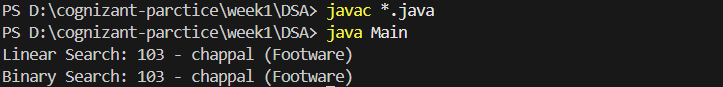 PS D:\cognizant-parctice\week1\DSA> javac *.java
PS D:\cognizant-parctice\week1\DSA> java Main
Linear Search: 103 - chappal (Footware)
Binary Search: 103 - chappal (Footware)